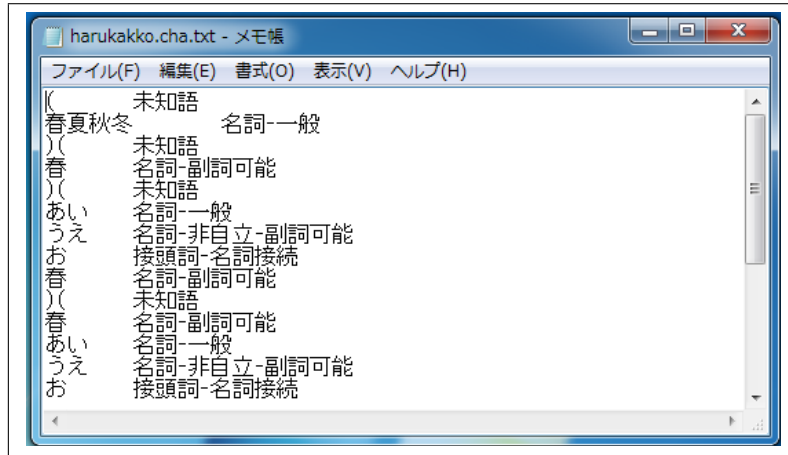 harukakko.cha.txt - メモ帳
ファイル(F) 編集(E) 書式(O) 表示(V) ヘルプ(H)
( 未知語
春夏秋冬 名詞-一般
)( 未知語
春 名詞-副詞可能
)( 未知語
あい 名詞-一般
うえ 名詞-非自立-副詞可能
お 接頭詞-名詞接続
春 名詞-副詞可能
)( 未知語
春 名詞-副詞可能
あい 名詞-一般
うえ 名詞-非自立-副詞可能
お 接頭詞-名詞接続